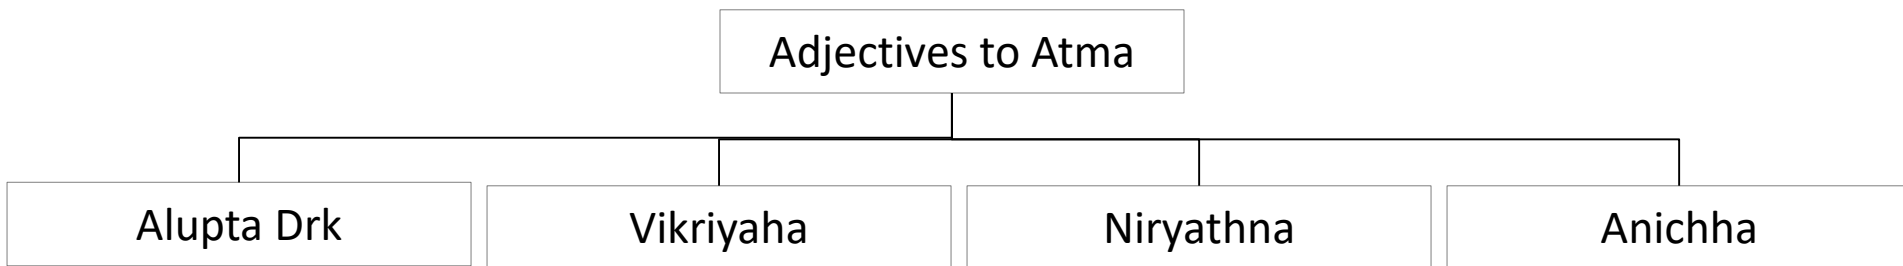 Adjectives to Atma
Alupta Drk
Vikriyaha
Niryathna
Anichha